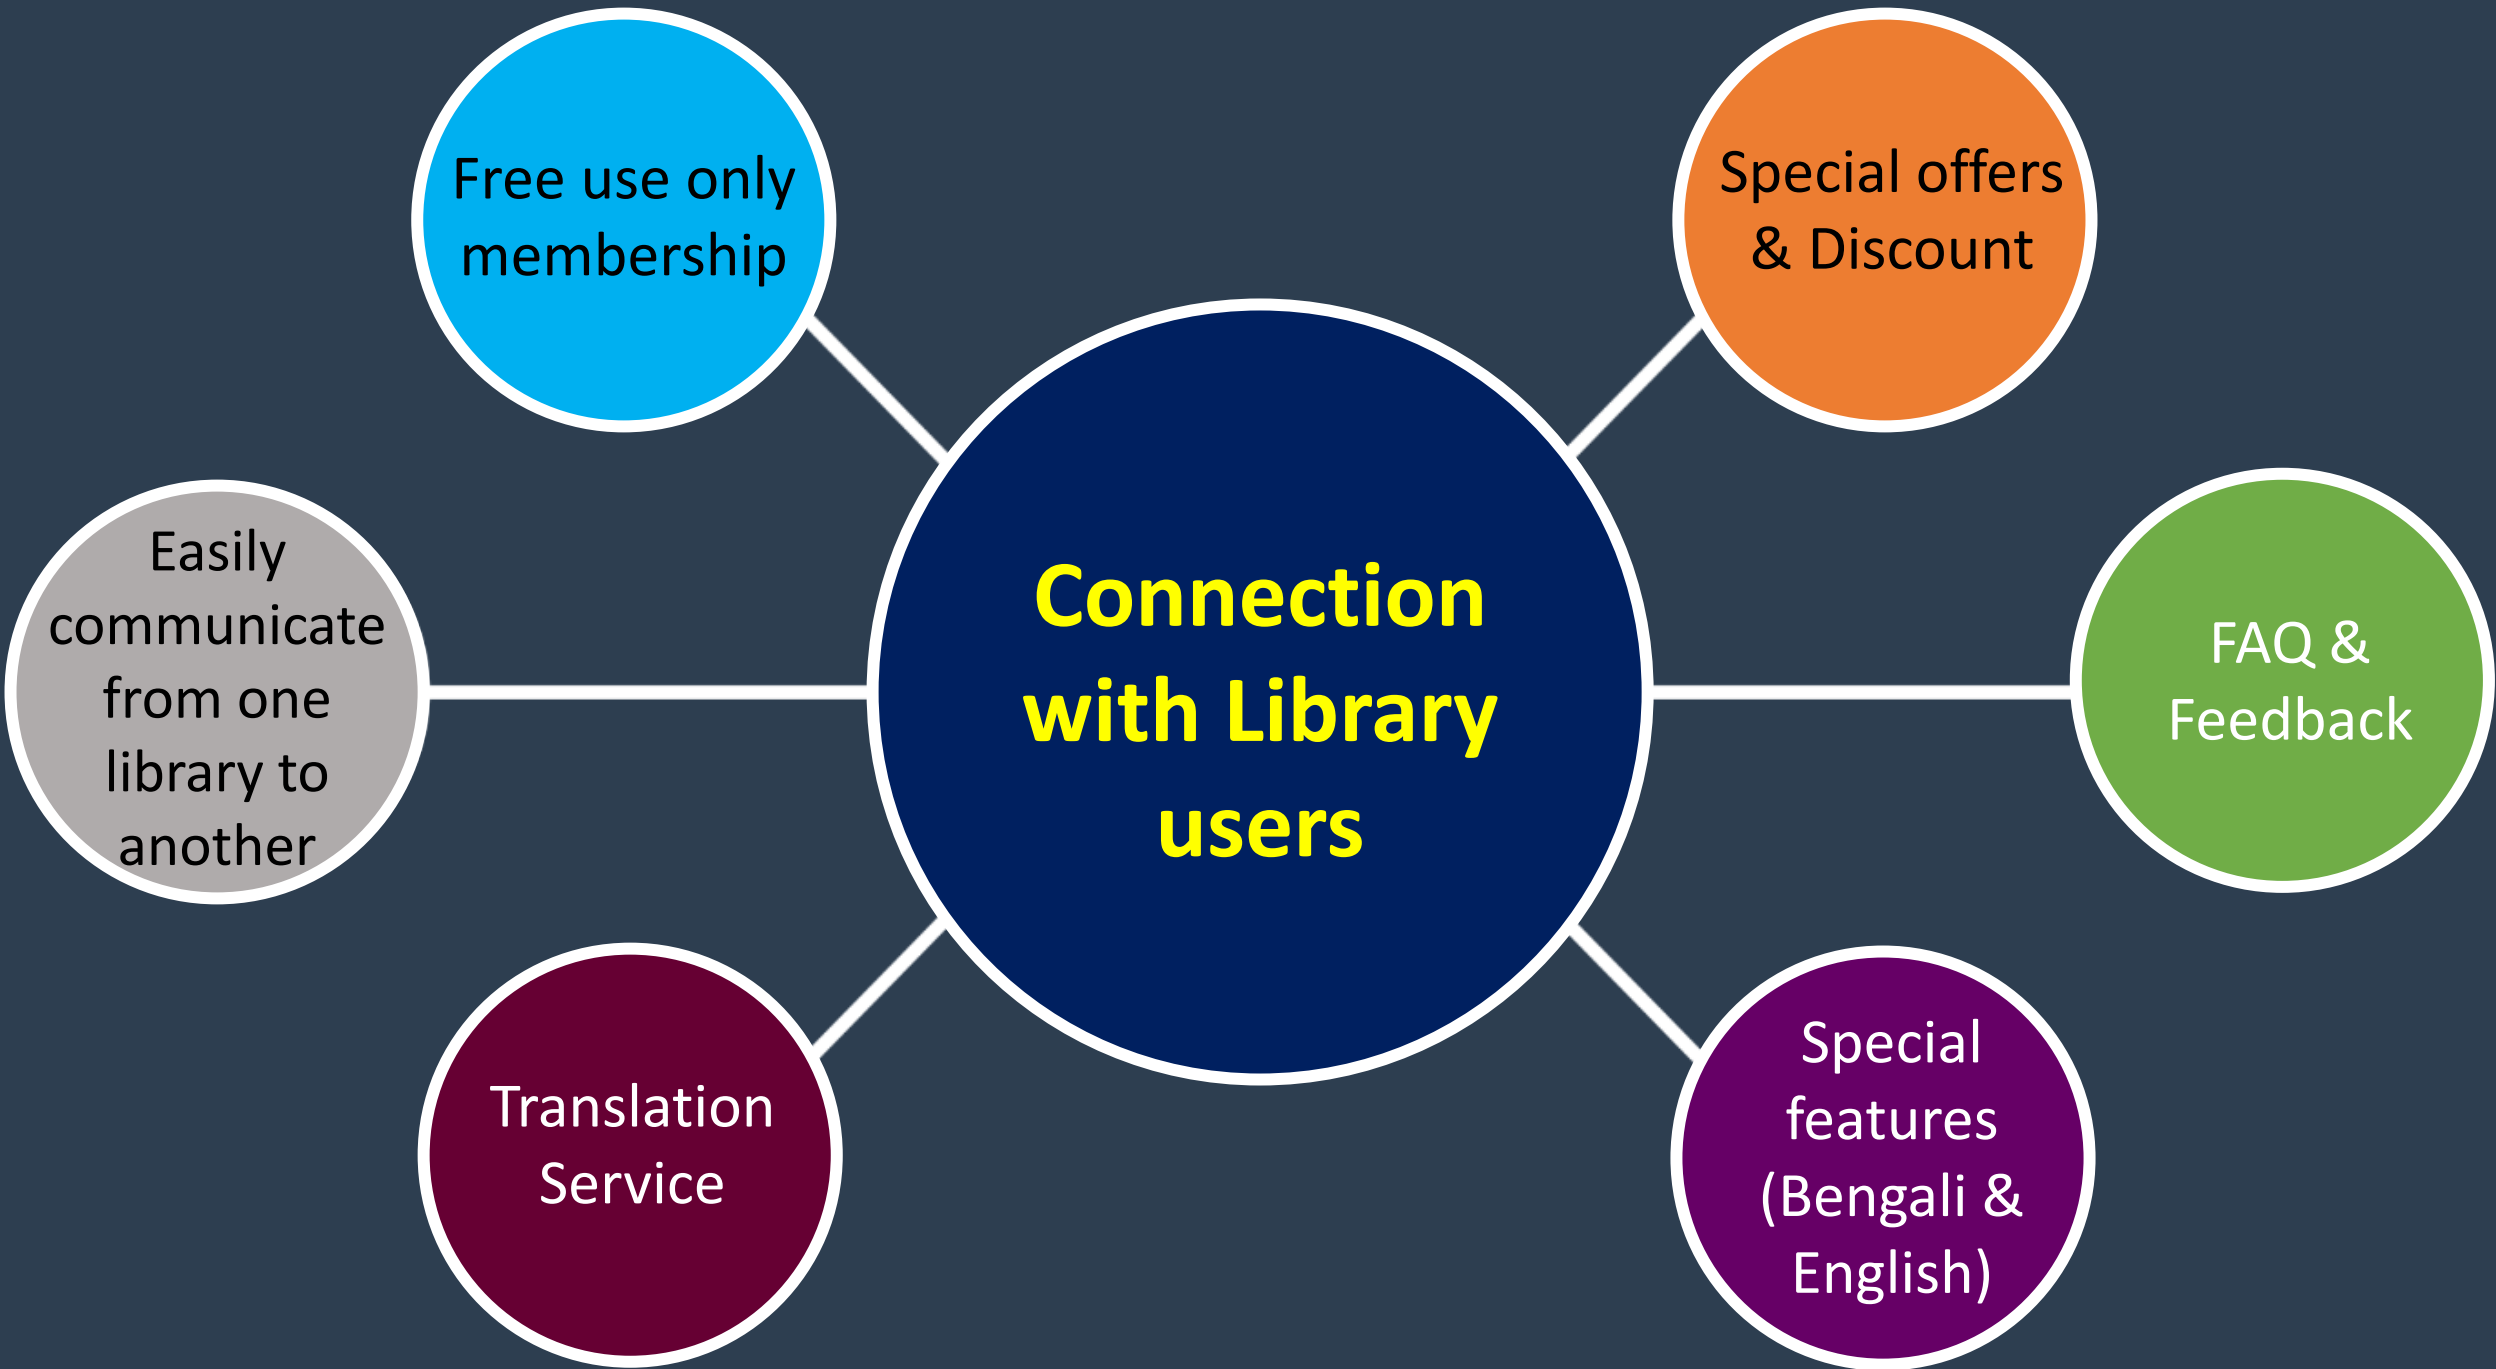 Free use only
membership
Special offers
& Discount
Easily
communicate
from one
library to
another
Connection
with Library
users
FAQ &
Feedback
Translation
Service
Special
features
(Bengali &
English)